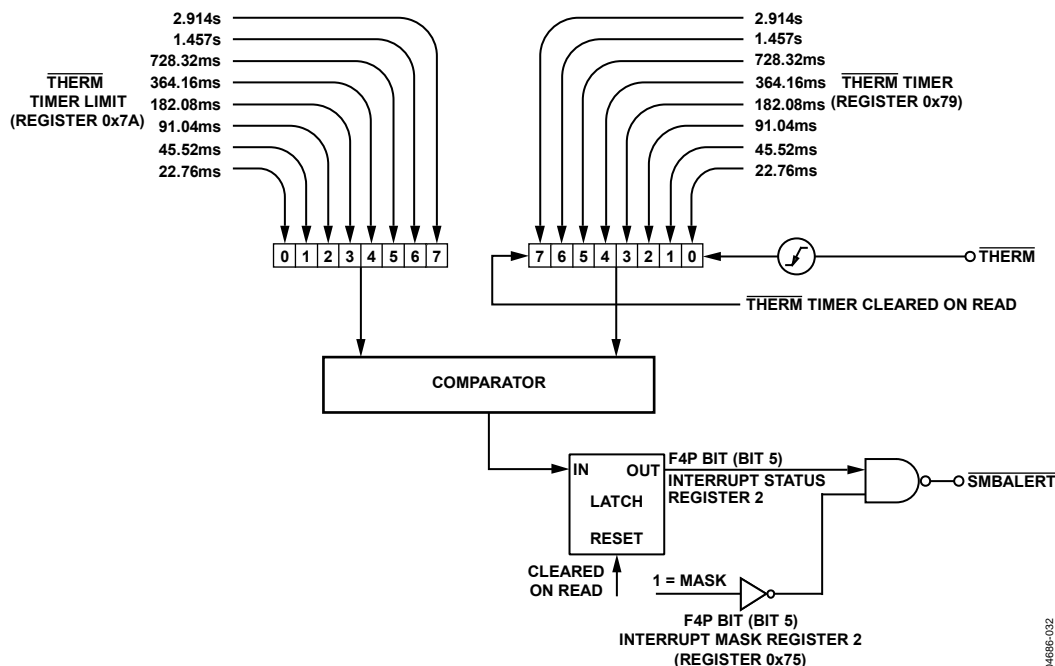 2.914s
1.457s
728.32ms
364.16ms
182.08ms
91.04ms
45.52ms
22.76ms
THERM
TIMER LIMIT
(REGISTER 0x7A)
2.914s
1.457s
728.32ms
364.16ms
182.08ms
91.04ms
45.52ms
22.76ms
THERM TIMER
(REGISTER 0x79)
0 1 2 3 4 5 6 7
7 6 5 4 3 2 1 0
THERM
THERM TIMER CLEARED ON READ
COMPARATOR
IN OUT
LATCH
RESET
F4P BIT (BIT 5)
INTERRUPT STATUS
REGISTER 2
SMBALERT
CLEARED
ON READ
1 = MASK
F4P BIT (BIT 5)
INTERRUPT MASK REGISTER 2
(REGISTER 0x75)